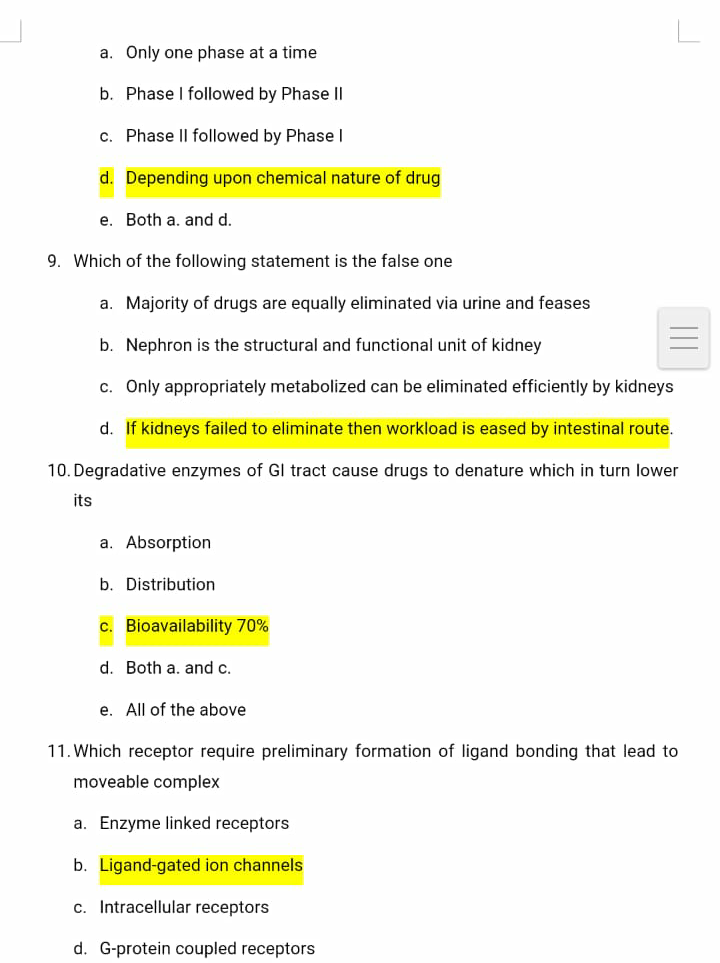 a. Only one phase at a time
b. Phase I followed by Phase II
c. Phase II followed by Phase I
d. Depending upon chemical nature of drug
e. Both a. and d.
9. Which of the following statement is the false one
a. Majority of drugs are equally eliminated via urine and feases
b. Nephron is the structural and functional unit of kidney
c. Only appropriately metabolized can be eliminated efficiently by kidneys
d. If kidneys failed to eliminate then workload is eased by intestinal route.
10. Degradative enzymes of GI tract cause drugs to denature which in turn lower
its
a. Absorption
b. Distribution
c. Bioavailability 70%
d. Both a. and c.
e. All of the above
11. Which receptor require preliminary formation of ligand bonding that lead to
moveable complex
a. Enzyme linked receptors
b. Ligand-gated ion channels
c. Intracellular receptors
d. G-protein coupled receptors